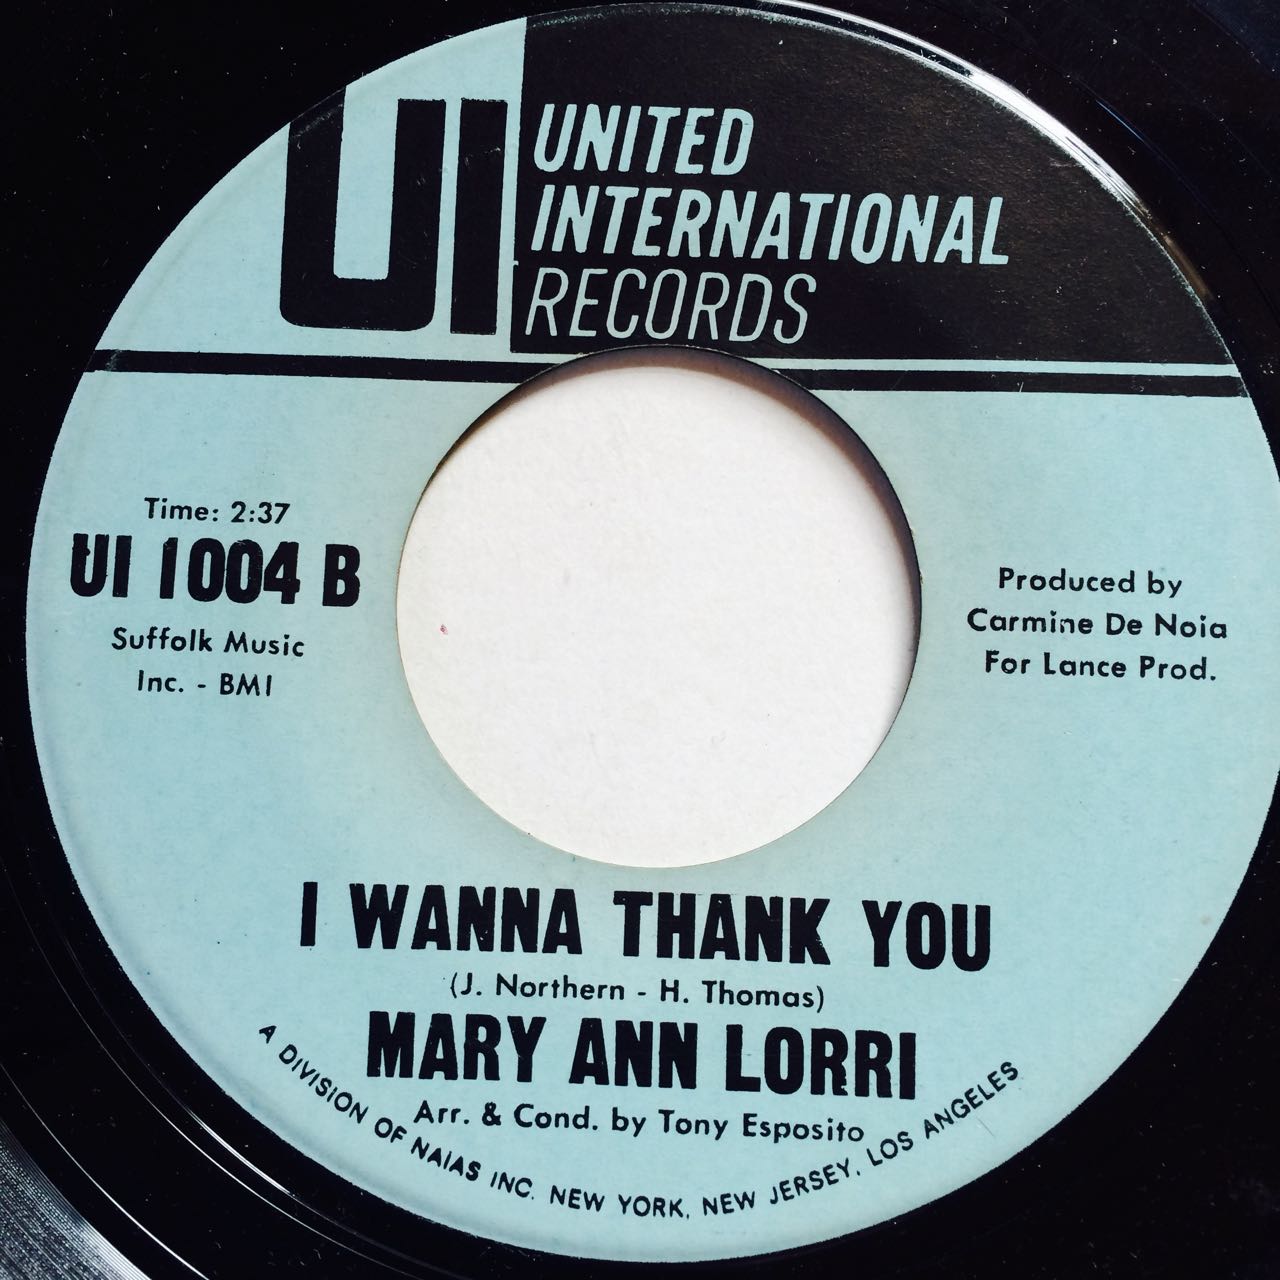 UI
UNITED
INTERNATIONAL
RECORDS
Time: 2:37
UI 1004 B
Suffolk Music
Inc. - BMI
Produced by
Carmine De Noia
For Lance Prod.
I WANNA THANK YOU
(J. Northern - H. Thomas)
MARY ANN LORRI
Arr. & Cond. by Tony Esposito
A DIVISION OF NAIAS INC. NEW YORK, NEW JERSEY, LOS ANGELES